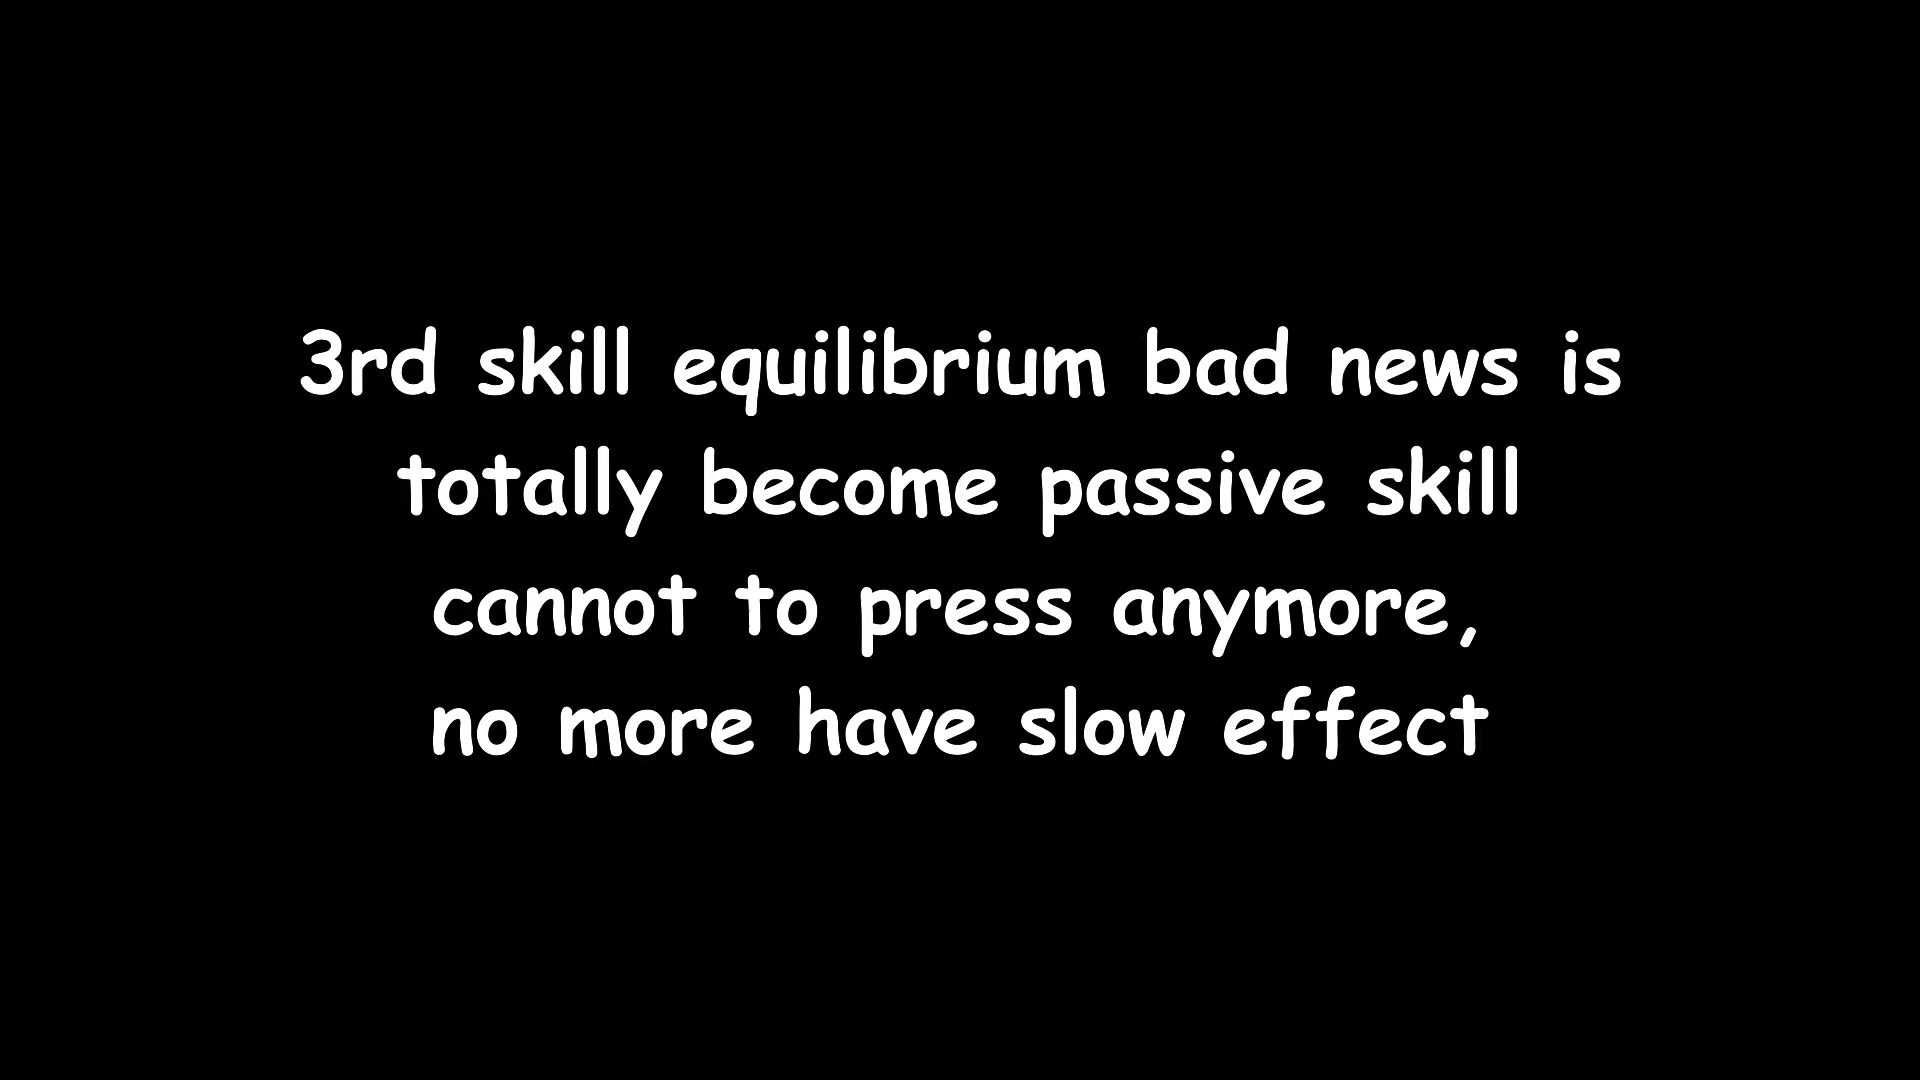 3rd skill equilibrium bad news is
totally become passive skill
cannot to press anymore,
no more have slow effect